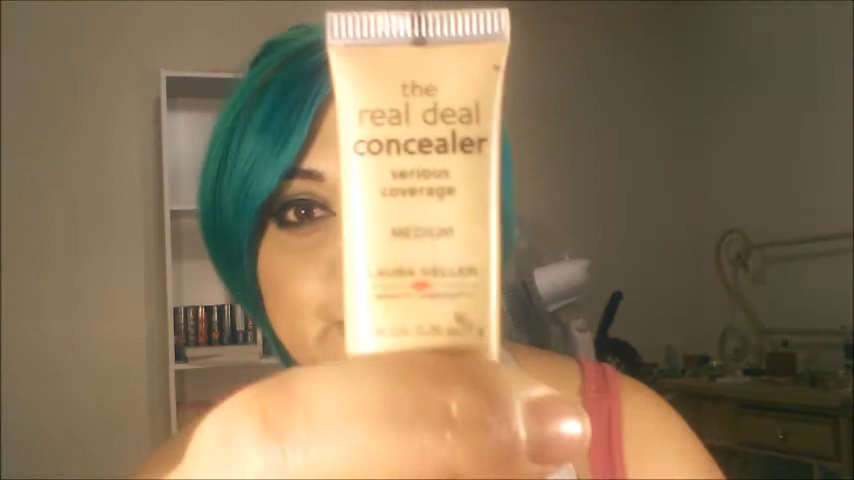 the
real deal
concealer
serious
coverage
MEDIUM
LAURA GELLER